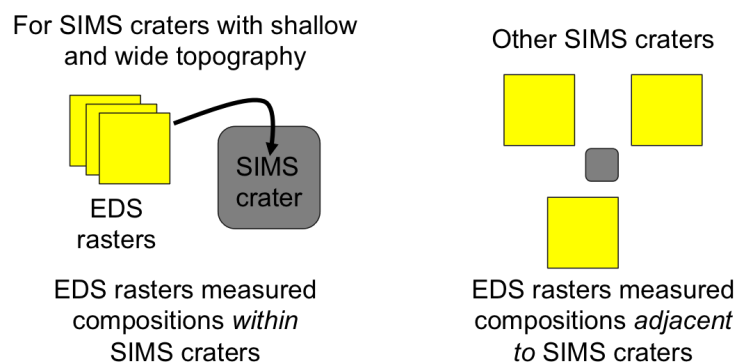 For SIMS craters with shallow
and wide topography
SIMS
crater
EDS
rasters
EDS rasters measured
compositions within
SIMS craters
Other SIMS craters
EDS rasters measured
compositions adjacent
to SIMS craters